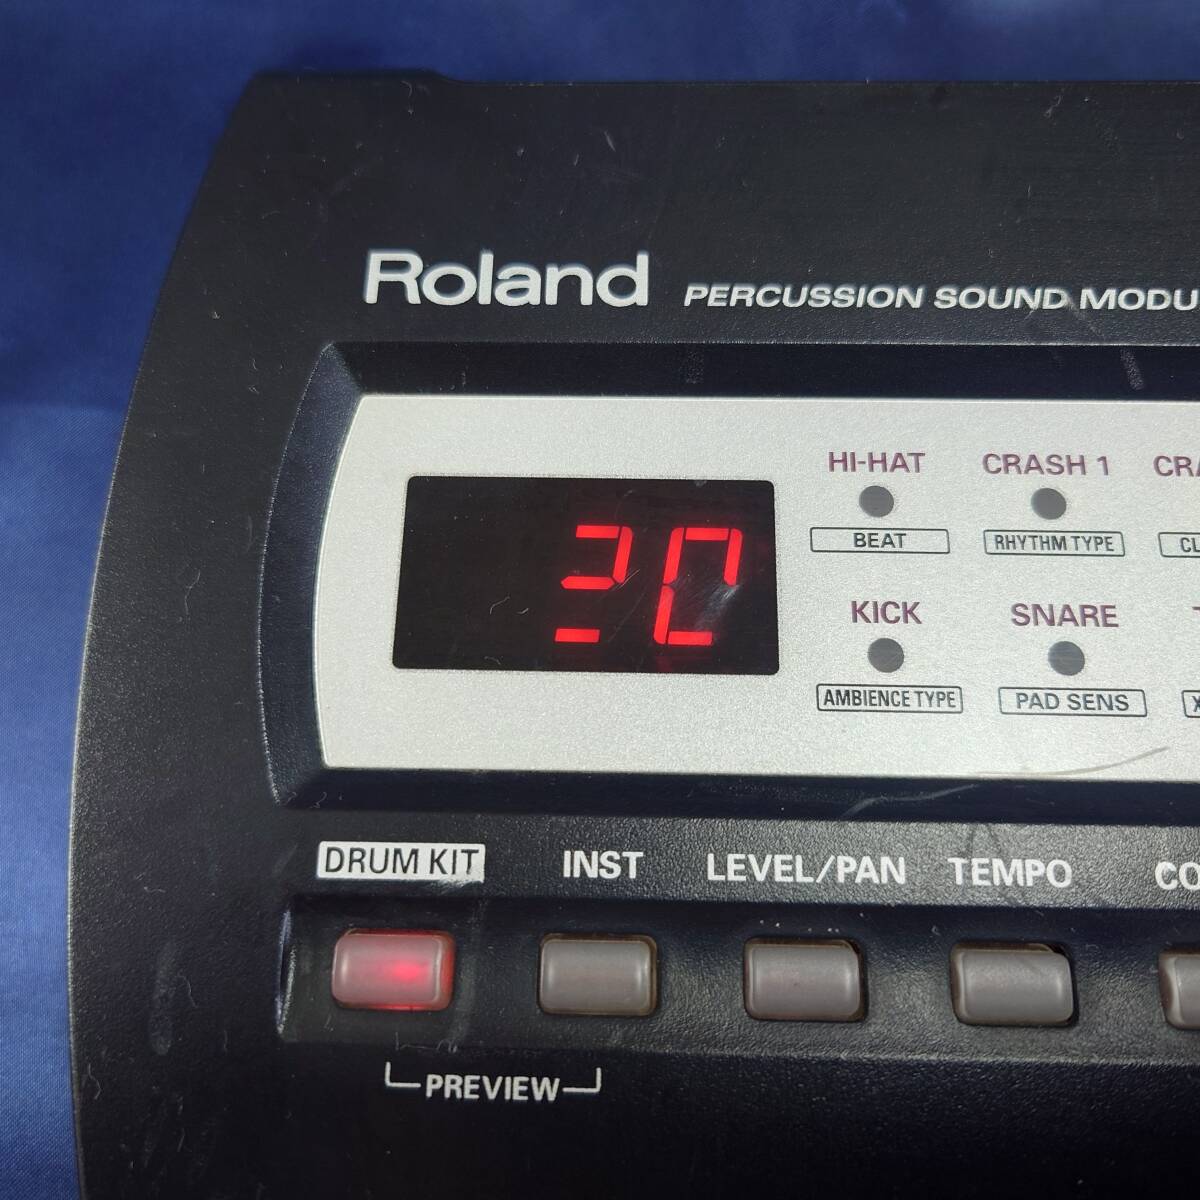 Roland PERCUSSION SOUND
HI-HAT CRASH 1
BEAT RHYTHM TYPE
KICK SNARE
AMBIENCE TYPE PAD SENS
DRUM KIT INST LEVEL/PAN TEMPO
PREVIEW